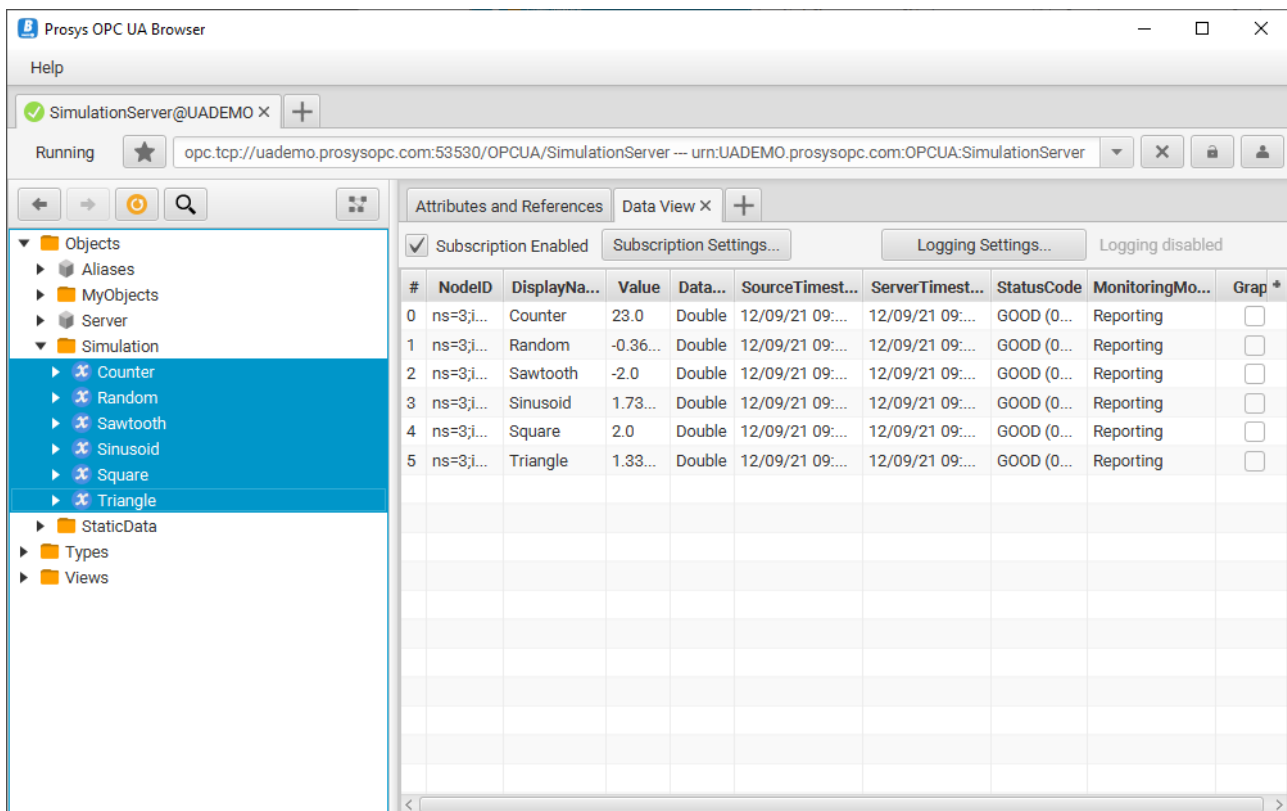 Prosys OPC UA Browser
Help
SimulationServer@UADEMO
Running opc.tcp://uademo.prosysopc.com:53530/OPCUA/SimulationServer --- urn:UADEMO.prosysopc.com:OPCUA:SimulationServer
Attributes and References Data View
Objects
Aliases
MyObjects
Server
Simulation
Counter
Random
Sawtooth
Sinusoid
Square
Triangle
StaticData
Types
Views
Subscription Enabled Subscription Settings... Logging Settings... Logging disabled
# NodeID DisplayNa... Value Data... SourceTimest... ServerTimest... StatusCode MonitoringMo... Grap
0 ns=3;i... Counter 23.0 Double 12/09/21 09:... 12/09/21 09:... GOOD (0... Reporting
1 ns=3;i... Random -0.36... Double 12/09/21 09:... 12/09/21 09:... GOOD (0... Reporting
2 ns=3;i... Sawtooth -2.0 Double 12/09/21 09:... 12/09/21 09:... GOOD (0... Reporting
3 ns=3;i... Sinusoid 1.73... Double 12/09/21 09:... 12/09/21 09:... GOOD (0... Reporting
4 ns=3;i... Square 2.0 Double 12/09/21 09:... 12/09/21 09:... GOOD (0... Reporting
5 ns=3;i... Triangle 1.33... Double 12/09/21 09:... 12/09/21 09:... GOOD (0... Reporting